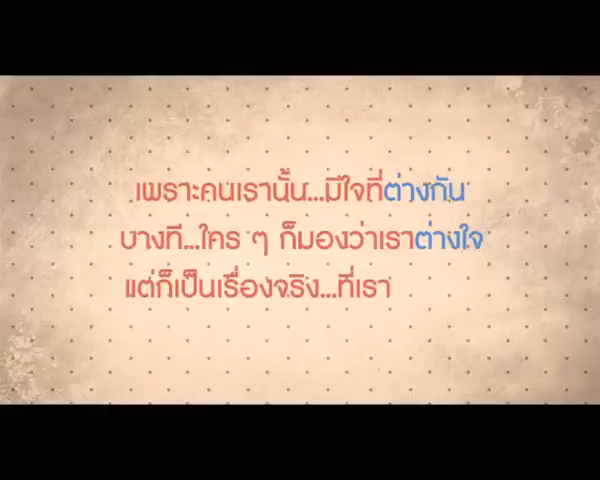 เพราะคนเรานั้น...มีใจที่ต่างกัน
บางที...ใคร ๆ ก็มองว่าเราต่างใจ
แต่ก็เป็นเรื่องจริง...ที่เรา